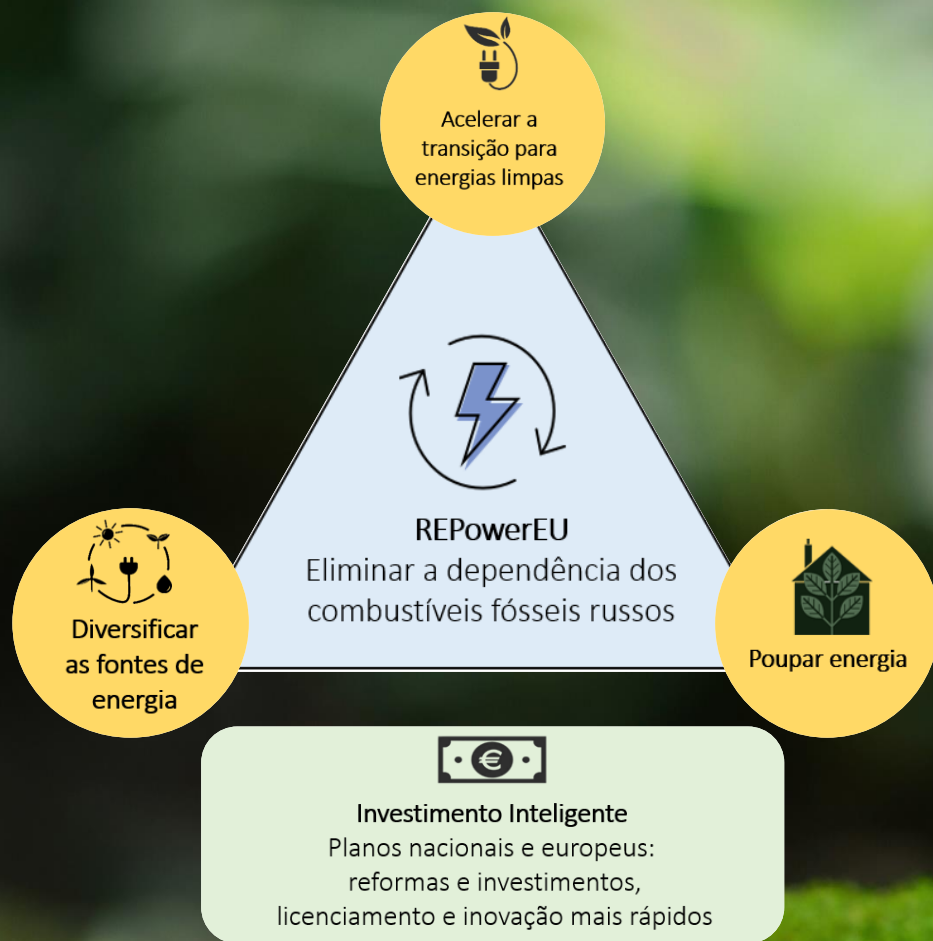 Acelerar a
transição para
energias limpas
REPowerEU
Eliminar a dependência dos
combustíveis fósseis russos
Diversificar
as fontes de
energia
Poupar energia
€
Investimento Inteligente
Planos nacionais e europeus:
reformas e investimentos,
licenciamento e inovação mais rápidos